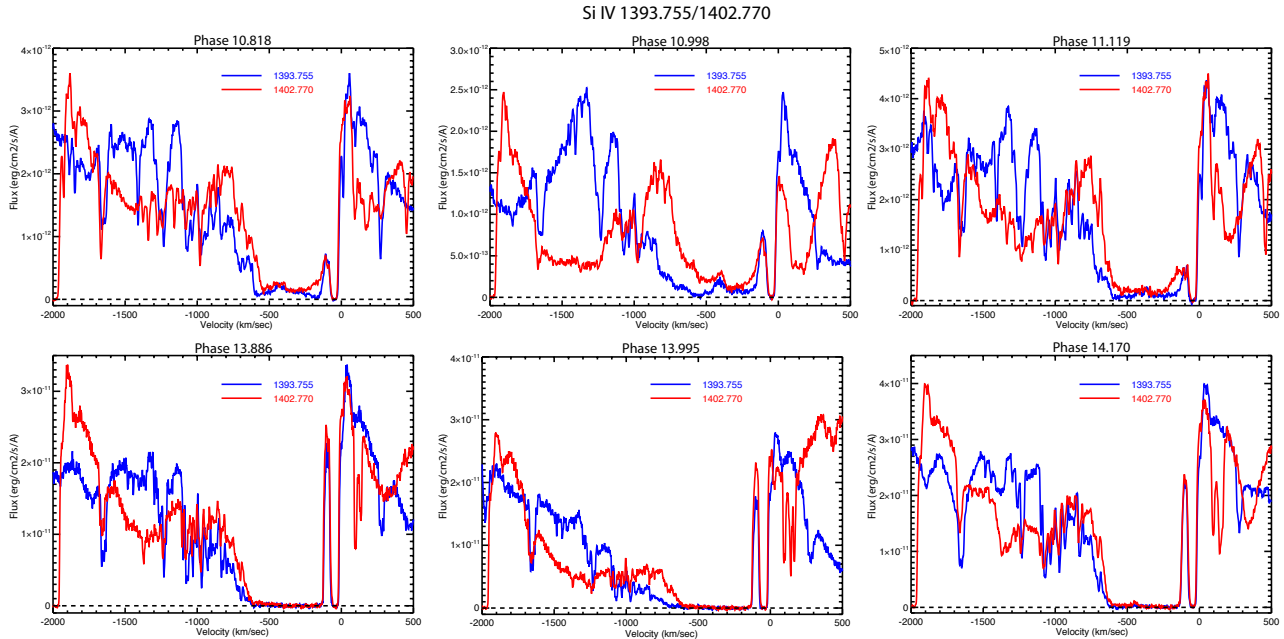 Si IV 1393.755/1402.770
Phase 10.818
4×10⁻¹²
3×10⁻¹²
2×10⁻¹²
1×10⁻¹²
0
Flux (erg/cm2/s/A)
1393.755
1402.770
-2000 -1500 -1000 -500 0 500
Velocity (km/sec)
Phase 10.998
3.0×10⁻¹²
2.5×10⁻¹²
2.0×10⁻¹²
1.5×10⁻¹²
1.0×10⁻¹²
5.0×10⁻¹³
0
Flux (erg/cm2/s/A)
1393.755
1402.770
-2000 -1500 -1000 -500 0 500
Velocity (km/sec)
Phase 11.119
5×10⁻¹²
4×10⁻¹²
3×10⁻¹²
2×10⁻¹²
1×10⁻¹²
0
Flux (erg/cm2/s/A)
1393.755
1402.770
-2000 -1500 -1000 -500 0 500
Velocity (km/sec)
Phase 13.886
3×10⁻¹¹
2×10⁻¹¹
1×10⁻¹¹
0
Flux (erg/cm2/s/A)
1393.755
1402.770
-2000 -1500 -1000 -500 0 500
Velocity (km/sec)
Phase 13.995
4×10⁻¹¹
3×10⁻¹¹
2×10⁻¹¹
1×10⁻¹¹
0
Flux (erg/cm2/s/A)
1393.755
1402.770
-2000 -1500 -1000 -500 0 500
Velocity (km/sec)
Phase 14.170
4×10⁻¹¹
3×10⁻¹¹
2×10⁻¹¹
1×10⁻¹¹
0
Flux (erg/cm2/s/A)
1393.755
1402.770
-2000 -1500 -1000 -500 0 500
Velocity (km/sec)